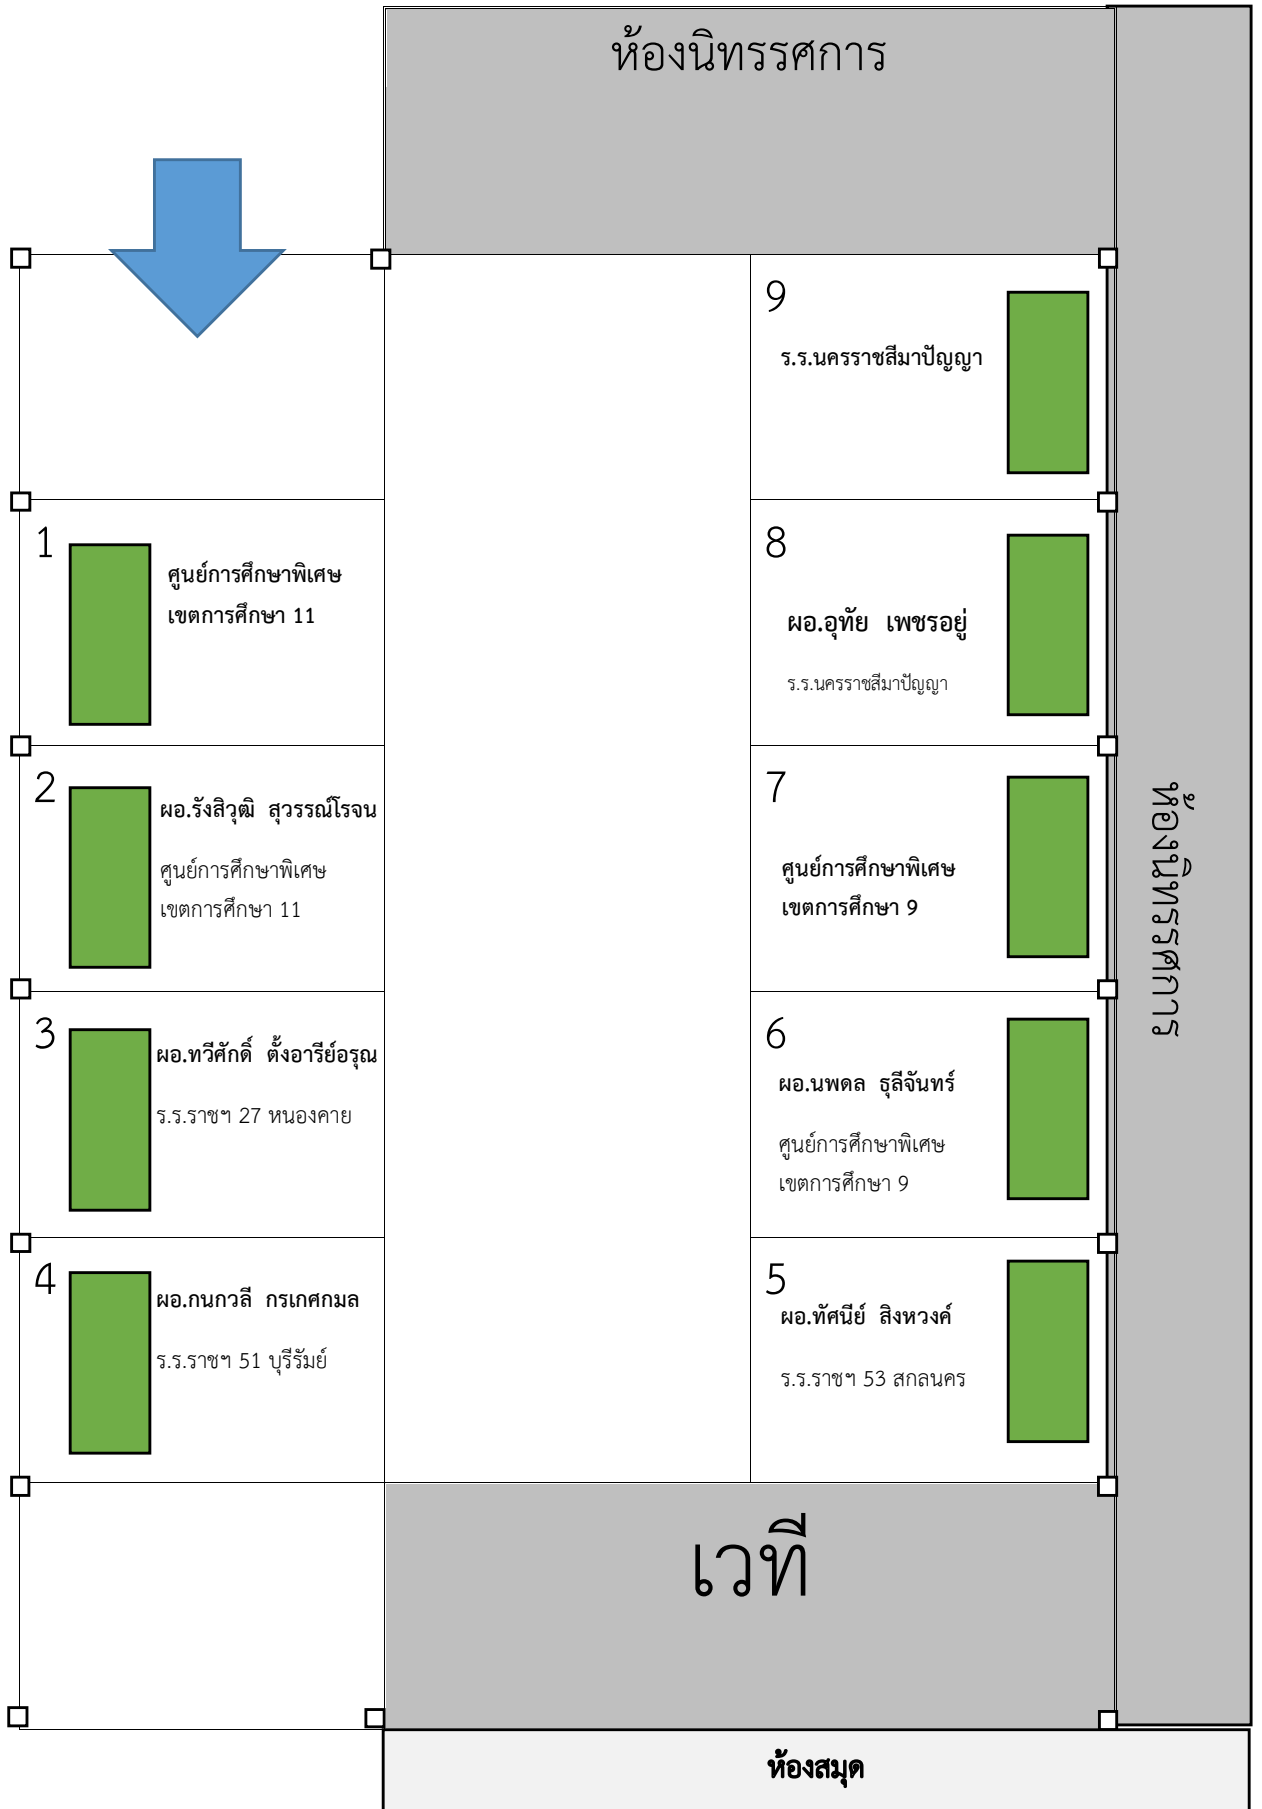 ห้องนิทรรศการ
9
ร.ร.นครราชสีมาปัญญา
1
ศูนย์การศึกษาพิเศษ
เขตการศึกษา 11
8
ผอ.อุทัย เพชรอยู่
ร.ร.นครราชสีมาปัญญา
2
ผอ.รังสิวุฒิ สุวรรณ์โรจน
ศูนย์การศึกษาพิเศษ
เขตการศึกษา 11
7
ศูนย์การศึกษาพิเศษ
เขตการศึกษา 9
ห้องนิทรรศการ
3
ผอ.ทวีศักดิ์ ตั้งอารีย์อรุณ
ร.ร.ราชฯ 27 หนองคาย
6
ผอ.นพดล ธุลีจันทร์
ศูนย์การศึกษาพิเศษ
เขตการศึกษา 9
4
ผอ.กนกวลี กรเกศกมล
ร.ร.ราชฯ 51 บุรีรัมย์
5
ผอ.ทัศนีย์ สิงหวงค์
ร.ร.ราชฯ 53 สกลนคร
เวที
ห้องสมุด